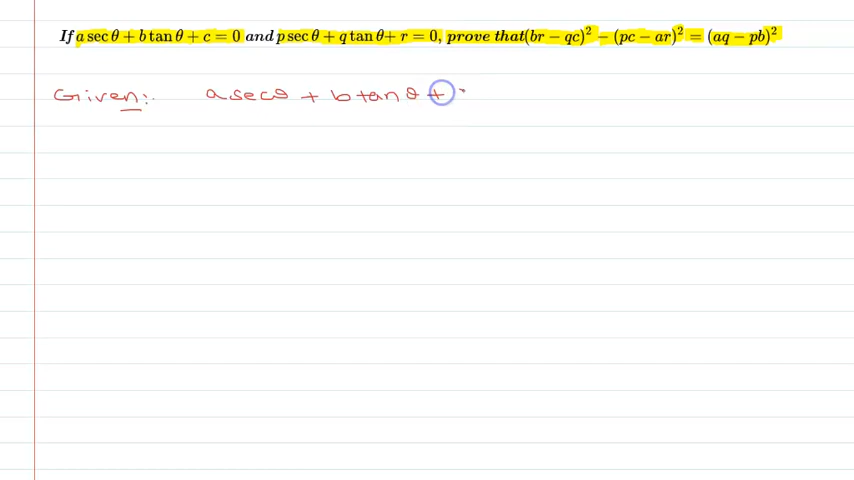 If a sec θ + b tan θ + c = 0 and p sec θ + q tan θ + r = 0, prove that (br − qc)² − (pc − ar)² = (aq − pb)²
Given: a secθ + b tan θ +